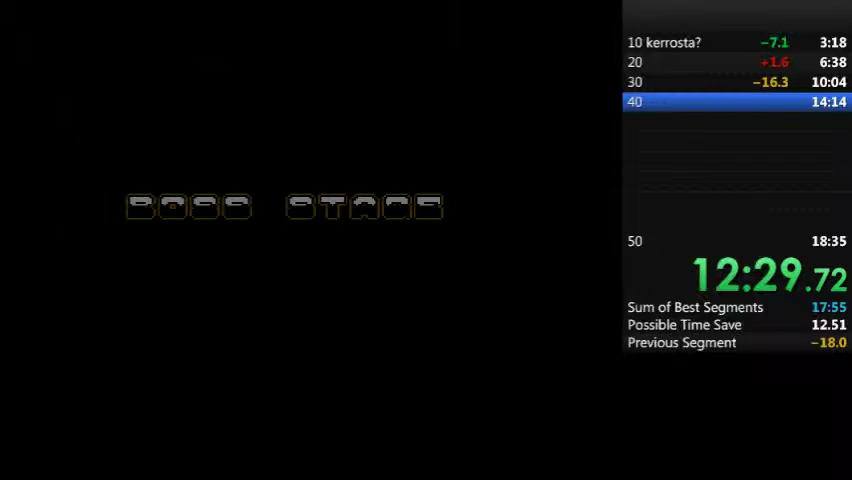 BOSS STAGE
10 kerrosta? −7.1 3:18
20 +1.6 6:38
30 −16.3 10:04
40 14:14
50 18:35
12:29.72
Sum of Best Segments 17:55
Possible Time Save 12.51
Previous Segment −18.0